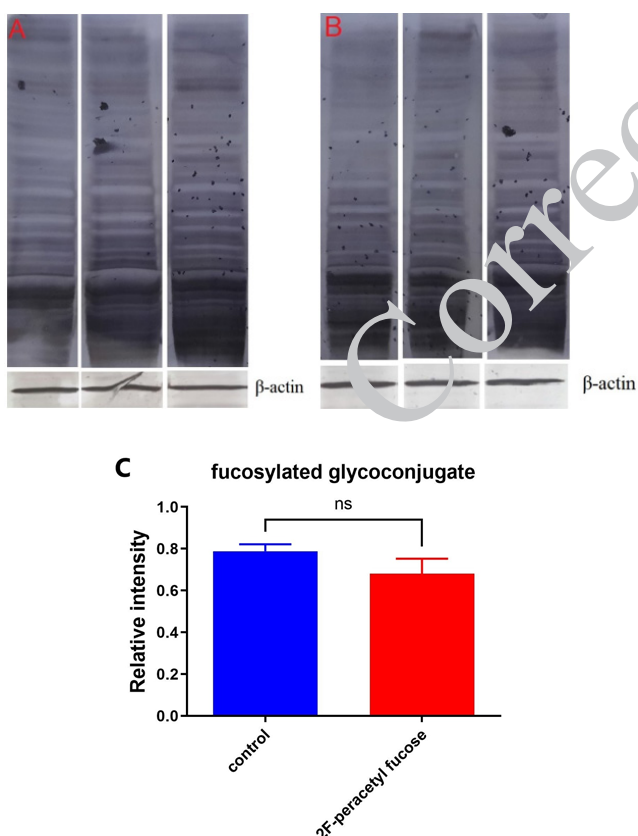 A
B
Corre
β-actin
β-actin
C
fucosylated glycoconjugate
ns
Relative intensity
1.0
0.8
0.6
0.4
0.2
0.0
control
2F-peracetyl fucose